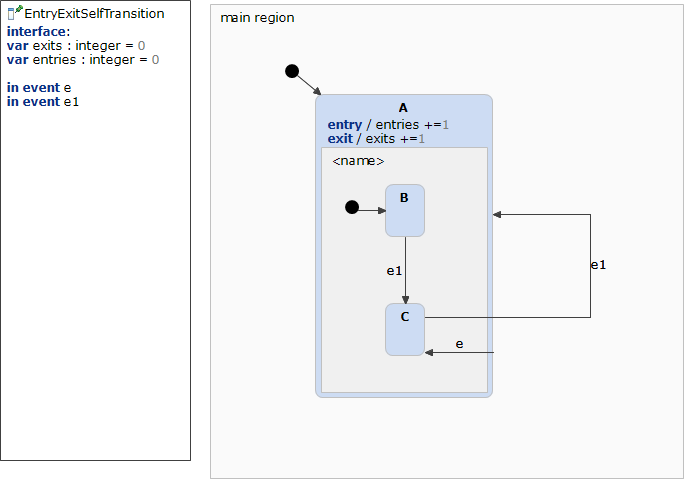 EntryExitSelfTransition
interface:
var exits : integer = 0
var entries : integer = 0
in event e
in event e1
main region
A
entry / entries +=1
exit / exits +=1
<name>
B
e1
e1
C
e